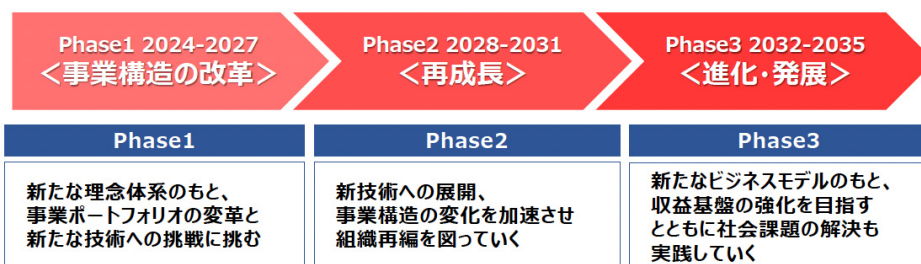 Phase1 2024-2027
＜事業構造の改革＞
Phase2 2028-2031
＜再成長＞
Phase3 2032-2035
＜進化・発展＞
Phase1
新たな理念体系のもと、
事業ポートフォリオの変革と
新たな技術への挑戦に挑む
Phase2
新技術への展開、
事業構造の変化を加速させ
組織再編を図っていく
Phase3
新たなビジネスモデルのもと、
収益基盤の強化を目指す
とともに社会課題の解決も
実践していく